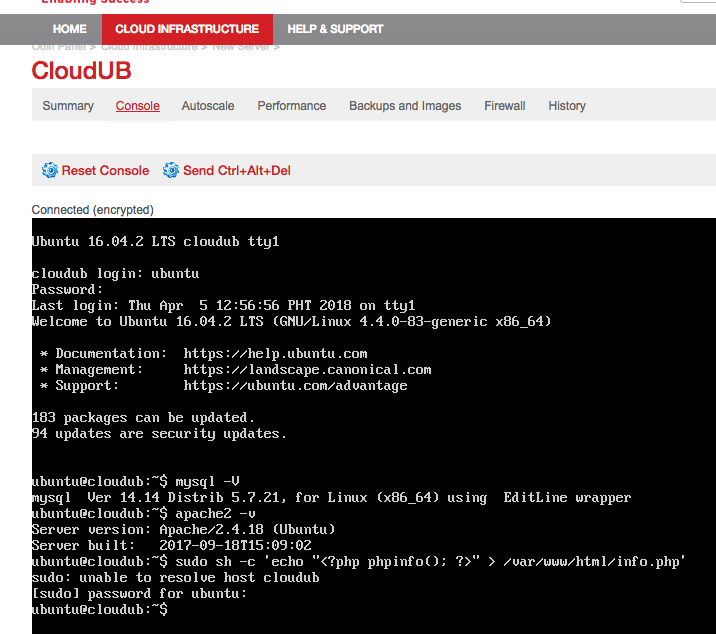 Enabling Success
HOME CLOUD INFRASTRUCTURE HELP & SUPPORT
Odin Panel > Cloud Infrastructure > New Server >
CloudUB
Summary Console Autoscale Performance Backups and Images Firewall History
Reset Console Send Ctrl+Alt+Del
Connected (encrypted)
Ubuntu 16.04.2 LTS cloudub tty1
cloudub login: ubuntu
Password:
Last login: Thu Apr  5 12:56:56 PHT 2018 on tty1
Welcome to Ubuntu 16.04.2 LTS (GNU/Linux 4.4.0-83-generic x86_64)
* Documentation:  https://help.ubuntu.com
* Management:     https://landscape.canonical.com
* Support:        https://ubuntu.com/advantage
183 packages can be updated.
94 updates are security updates.
ubuntu@cloudub:~$ mysql -V
mysql  Ver 14.14 Distrib 5.7.21, for Linux (x86_64) using  EditLine wrapper
ubuntu@cloudub:~$ apache2 -v
Server version: Apache/2.4.18 (Ubuntu)
Server built:   2017-09-18T15:09:02
ubuntu@cloudub:~$ sudo sh -c 'echo "<?php phpinfo(); ?>" > /var/www/html/info.php'
sudo: unable to resolve host cloudub
[sudo] password for ubuntu:
ubuntu@cloudub:~$